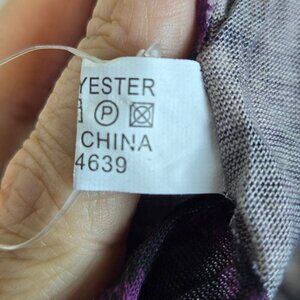 YESTER
P
CHINA
4639